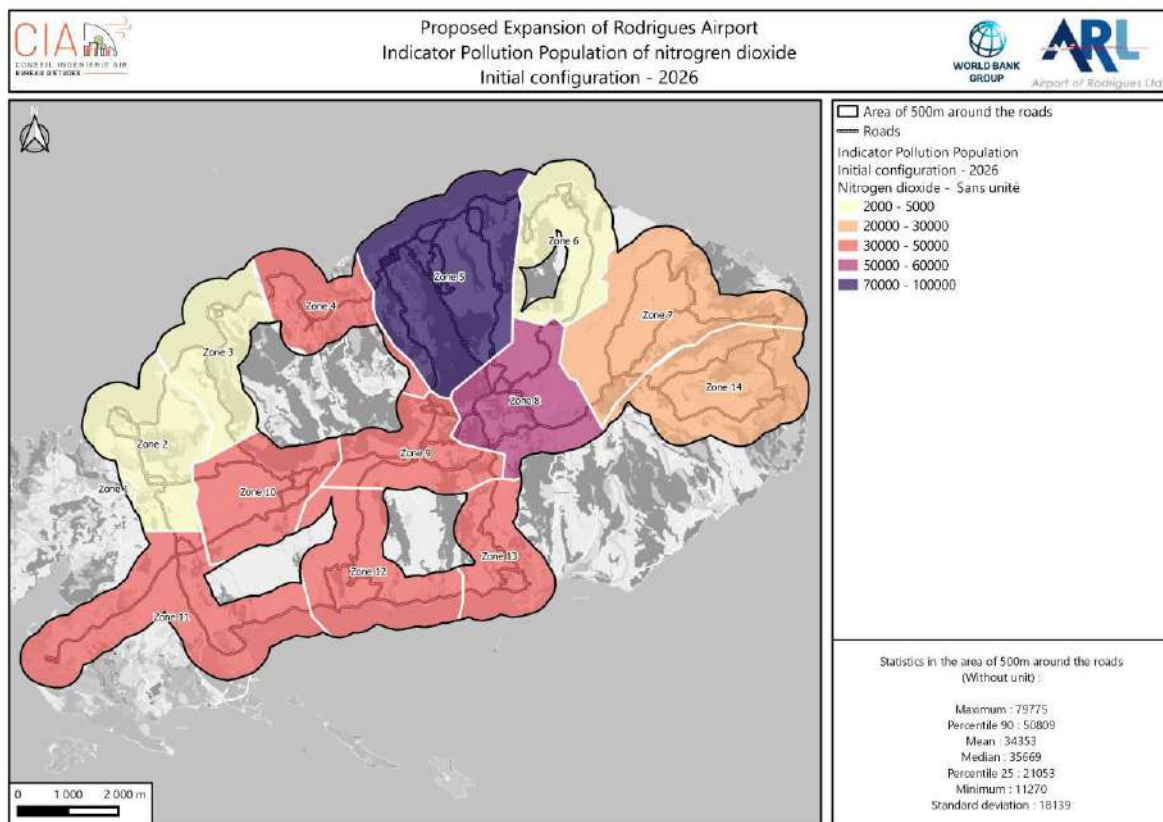 CIA
CONSEIL INGENIERIE AIR
BUREAU D'ETUDES
Proposed Expansion of Rodrigues Airport
Indicator Pollution Population of nitrogren dioxide
Initial configuration - 2026
WORLD BANK
GROUP
ARL
Airport of Rodrigues Ltd
N
Zone 6
Zone 5
Zone 4
Zone 7
Zone 3
Zone 14
Zone 8
Zone 2
Zone 9
Zone 1
Zone 10
Zone 13
Zone 12
Zone 11
0 1 000 2 000 m
Area of 500m around the roads
Roads
Indicator Pollution Population
Initial configuration - 2026
Nitrogen dioxide - Sans unité
2000 - 5000
20000 - 30000
30000 - 50000
50000 - 60000
70000 - 100000
Statistics in the area of 500m around the roads
(Without unit) :
Maximum : 79775
Percentile 90 : 50809
Mean : 34353
Median : 35669
Percentile 25 : 21053
Minimum : 11270
Standard deviation : 18139